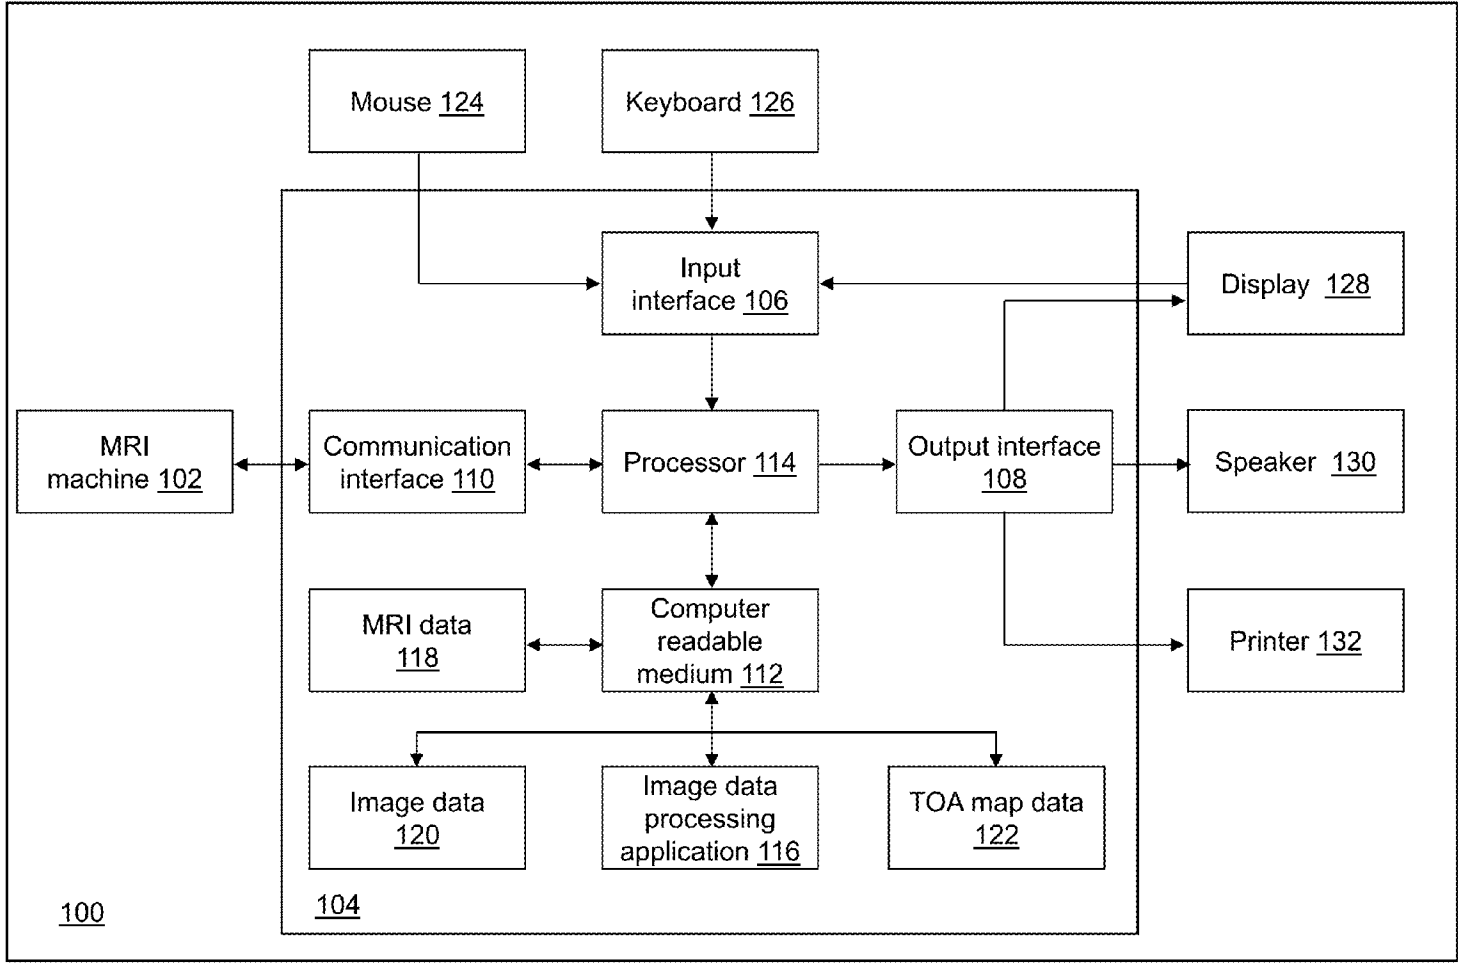 Mouse 124
Keyboard 126
Input
interface 106
Display 128
MRI
machine 102
Communication
interface 110
Processor 114
Output interface
108
Speaker 130
MRI data
118
Computer
readable
medium 112
Printer 132
Image data
120
Image data
processing
application 116
TOA map data
122
100
104